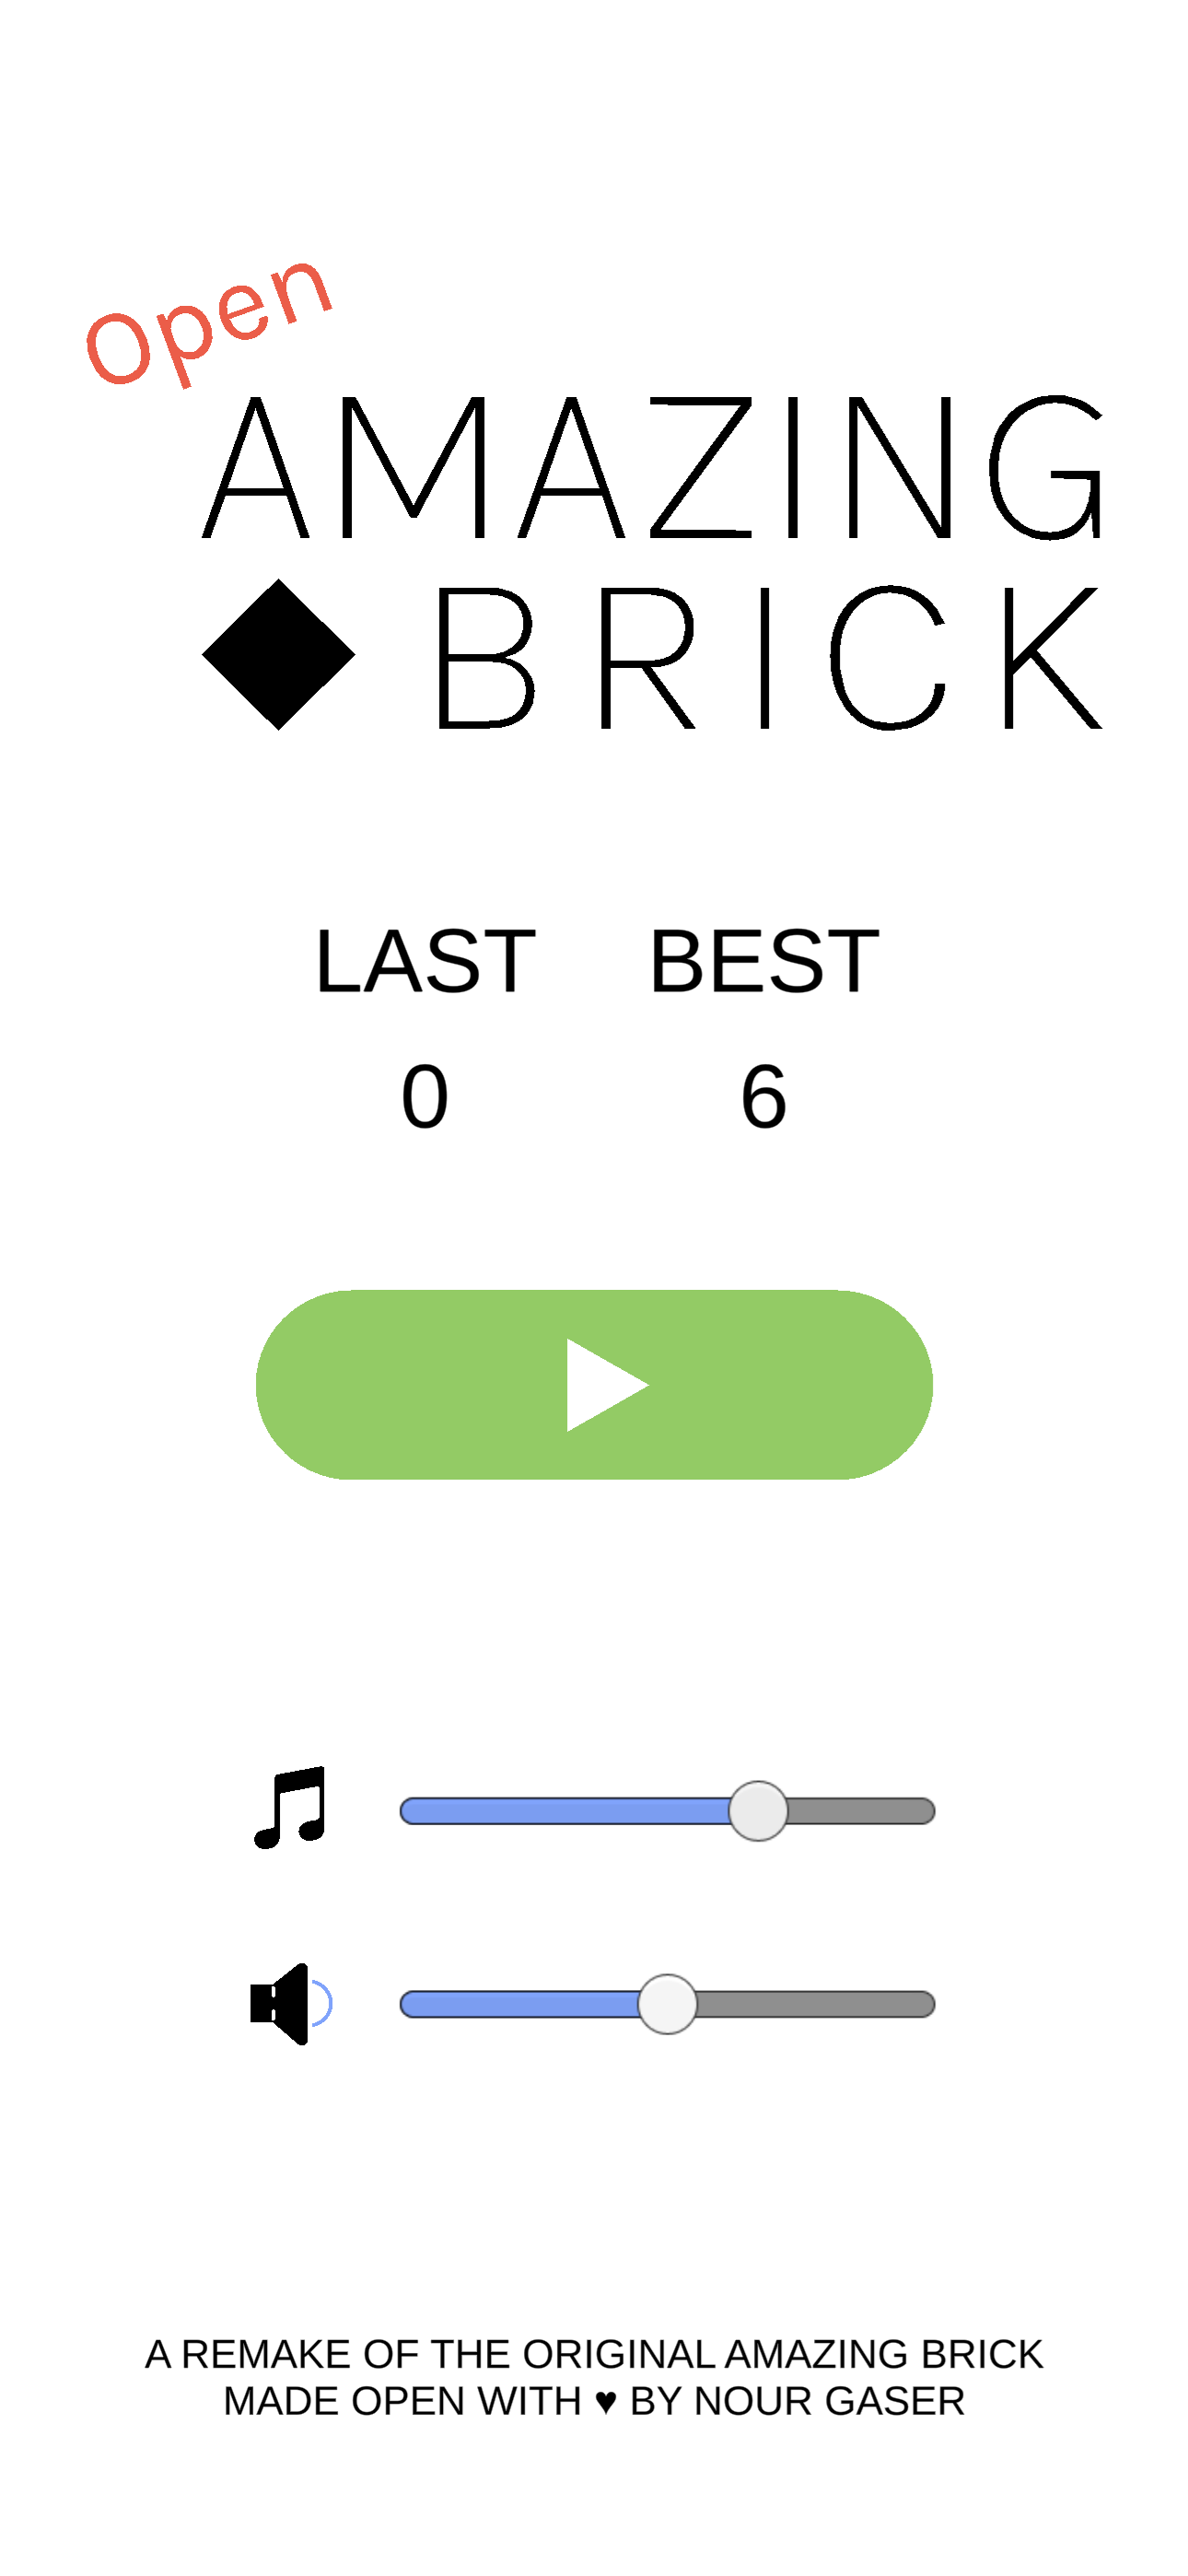 Open
AMAZING
BRICK
LAST BEST
0 6
A REMAKE OF THE ORIGINAL AMAZING BRICK
MADE OPEN WITH ♥ BY NOUR GASER